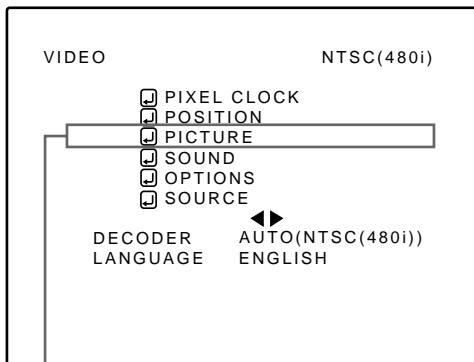 VIDEO NTSC(480i)
PIXEL CLOCK
POSITION
PICTURE
SOUND
OPTIONS
SOURCE
DECODER AUTO(NTSC(480i))
LANGUAGE ENGLISH